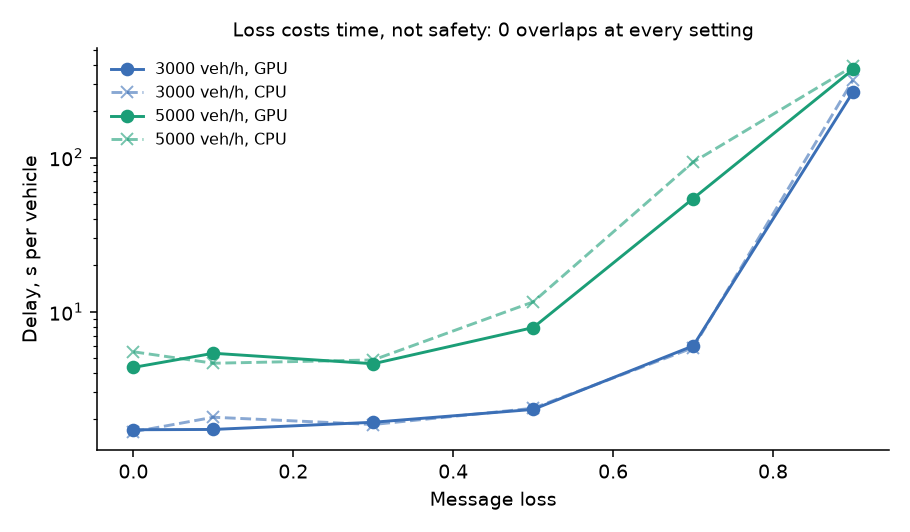 Loss costs time, not safety: 0 overlaps at every setting
3000 veh/h, GPU
3000 veh/h, CPU
5000 veh/h, GPU
5000 veh/h, CPU
Delay, s per vehicle
10²
10¹
0.0 0.2 0.4 0.6 0.8
Message loss